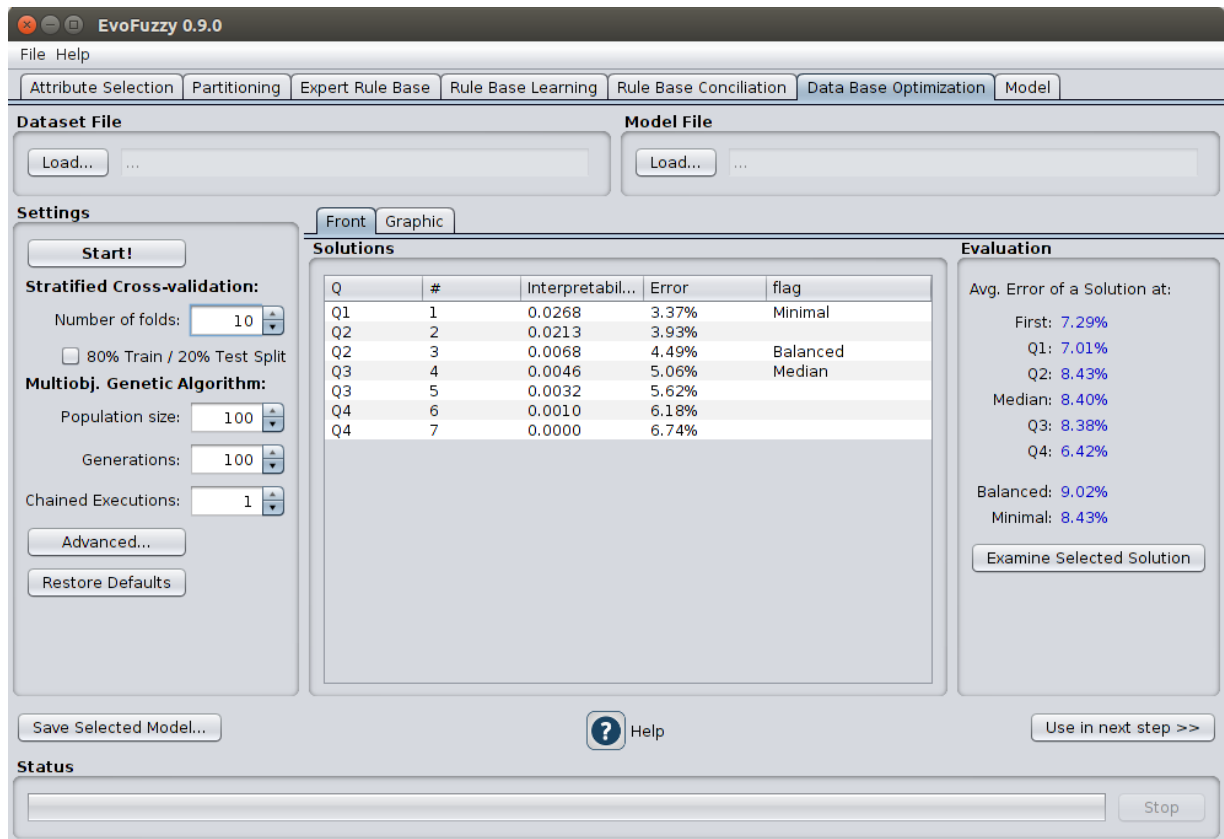 EvoFuzzy 0.9.0
File Help
Attribute Selection Partitioning Expert Rule Base Rule Base Learning Rule Base Conciliation Data Base Optimization Model
Dataset File
Load... ...
Model File
Load... ...
Settings
Start!
Stratified Cross-validation:
Number of folds: 10
80% Train / 20% Test Split
Multiobj. Genetic Algorithm:
Population size: 100
Generations: 100
Chained Executions: 1
Advanced...
Restore Defaults
Front Graphic
Solutions
Q # Interpretabil... Error flag
Q1 1 0.0268 3.37% Minimal
Q2 2 0.0213 3.93%
Q2 3 0.0068 4.49% Balanced
Q3 4 0.0046 5.06% Median
Q3 5 0.0032 5.62%
Q4 6 0.0010 6.18%
Q4 7 0.0000 6.74%
Evaluation
Avg. Error of a Solution at:
First: 7.29%
Q1: 7.01%
Q2: 8.43%
Median: 8.40%
Q3: 8.38%
Q4: 6.42%
Balanced: 9.02%
Minimal: 8.43%
Examine Selected Solution
Save Selected Model...
? Help
Use in next step >>
Status
Stop